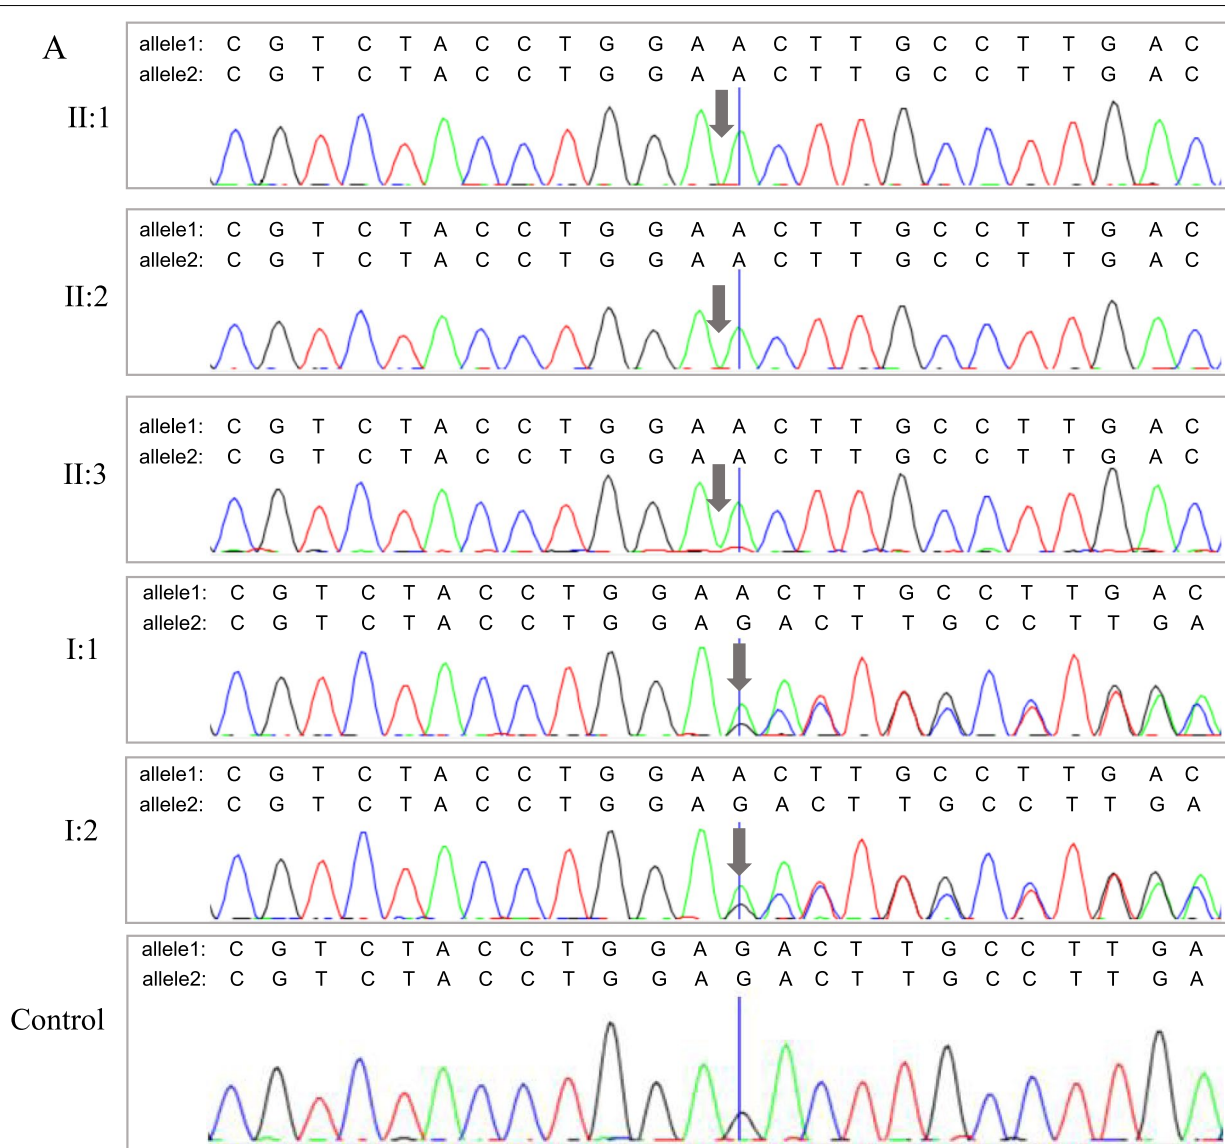 A
allele1: C G T C T A C C T G G A A C T T G C C T T G A C
allele2: C G T C T A C C T G G A A C T T G C C T T G A C
II:1
allele1: C G T C T A C C T G G A A C T T G C C T T G A C
allele2: C G T C T A C C T G G A A C T T G C C T T G A C
II:2
allele1: C G T C T A C C T G G A A C T T G C C T T G A C
allele2: C G T C T A C C T G G A A C T T G C C T T G A C
II:3
allele1: C G T C T A C C T G G A A C T T G C C T T G A C
allele2: C G T C T A C C T G G A G A C T T G C C T T G A
I:1
allele1: C G T C T A C C T G G A A C T T G C C T T G A C
allele2: C G T C T A C C T G G A G A C T T G C C T T G A
I:2
allele1: C G T C T A C C T G G A G A C T T G C C T T G A
allele2: C G T C T A C C T G G A G A C T T G C C T T G A
Control